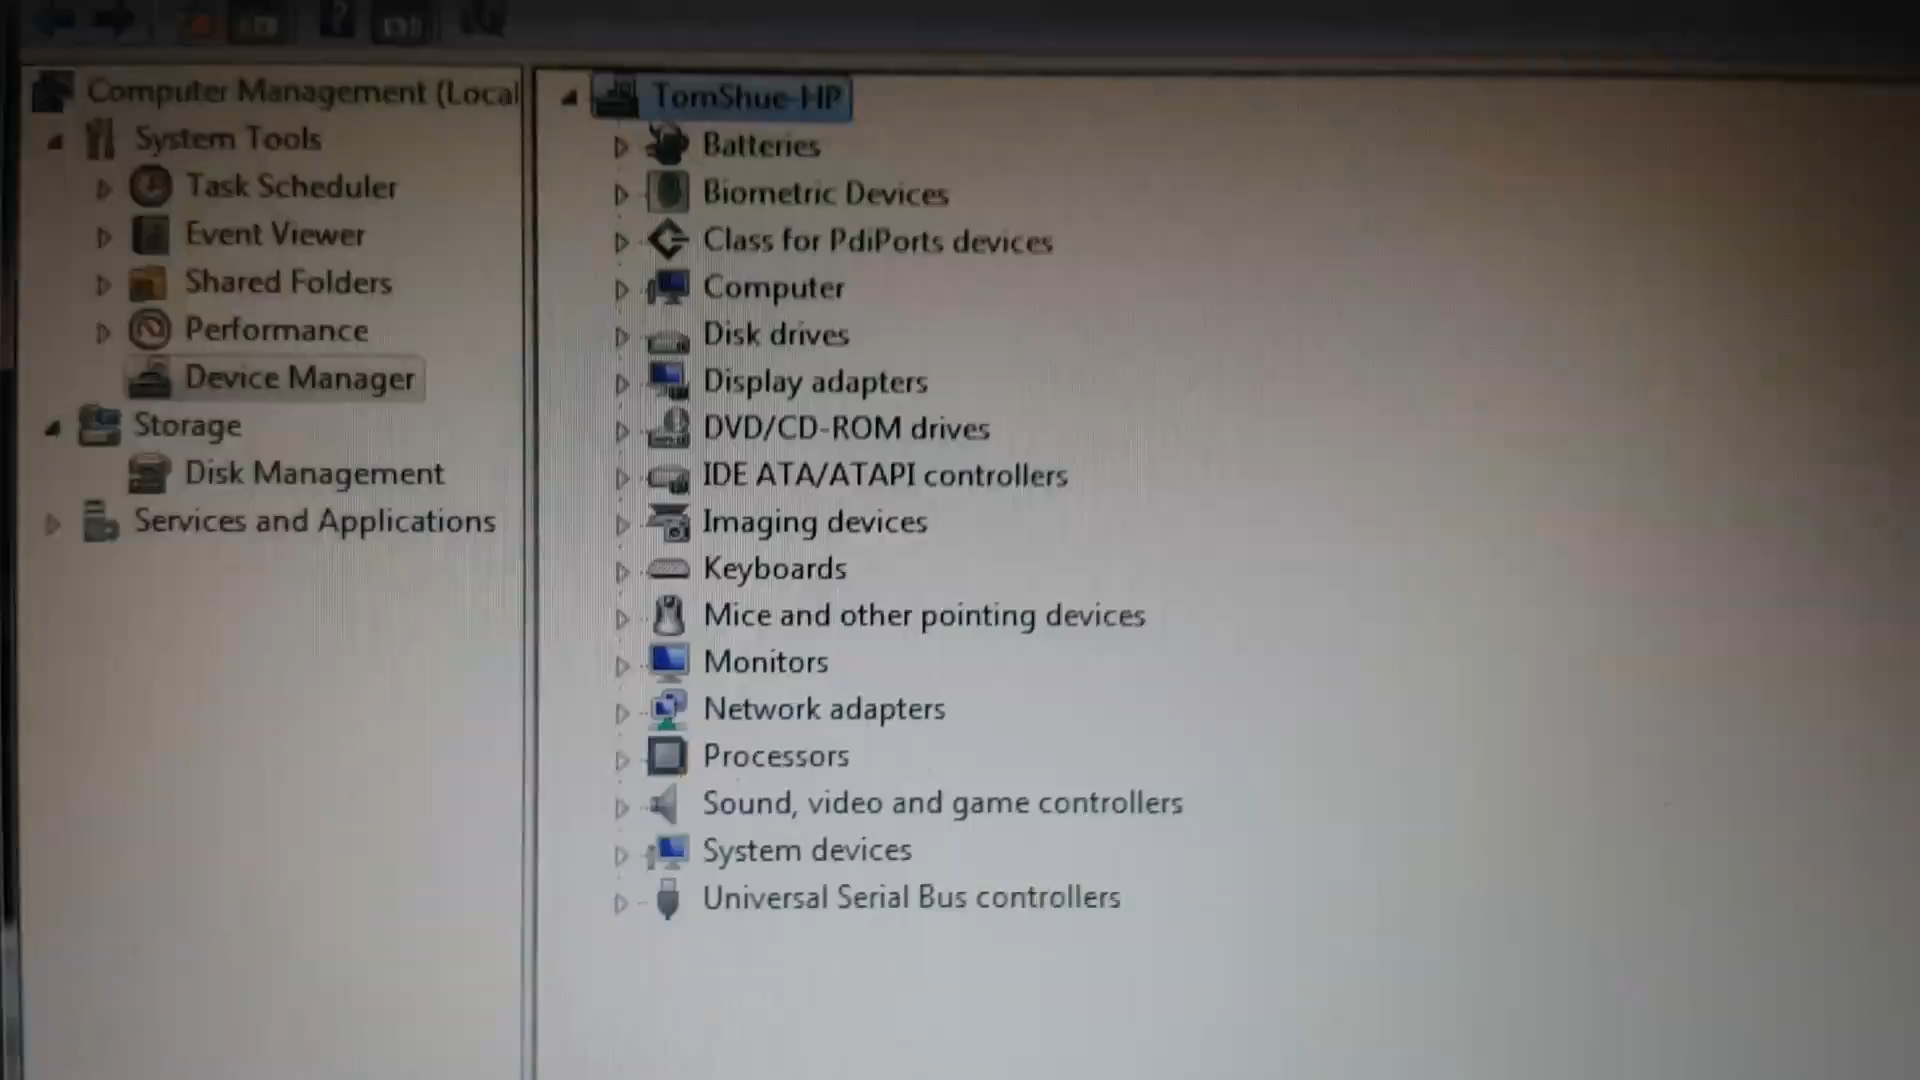 Computer Management (Local
System Tools
Task Scheduler
Event Viewer
Shared Folders
Performance
Device Manager
Storage
Disk Management
Services and Applications
TomShue-HP
Batteries
Biometric Devices
Class for PdiPorts devices
Computer
Disk drives
Display adapters
DVD/CD-ROM drives
IDE ATA/ATAPI controllers
Imaging devices
Keyboards
Mice and other pointing devices
Monitors
Network adapters
Processors
Sound, video and game controllers
System devices
Universal Serial Bus controllers